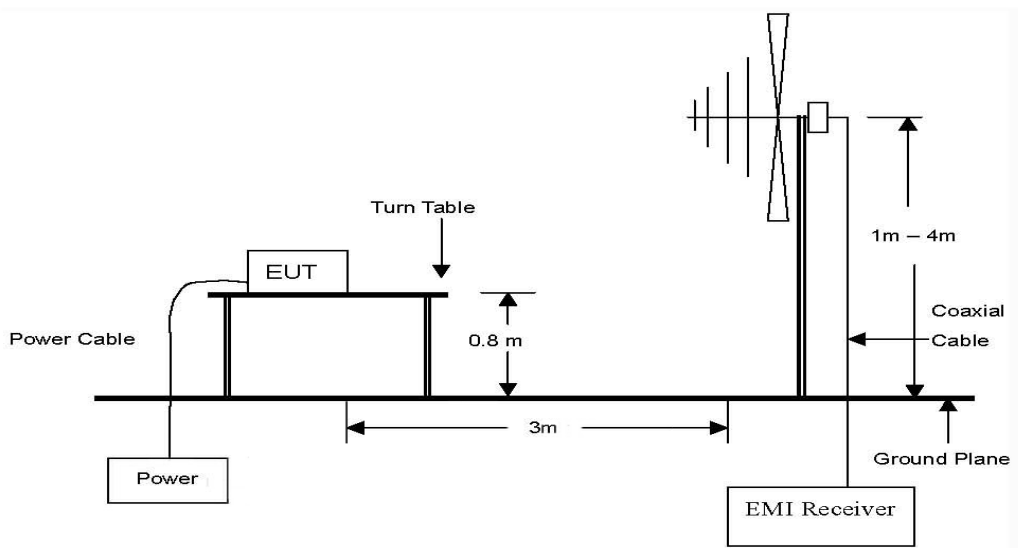 Turn Table
1m – 4m
EUT
Coaxial
Cable
Power Cable
0.8 m
3m
Ground Plane
Power
EMI Receiver